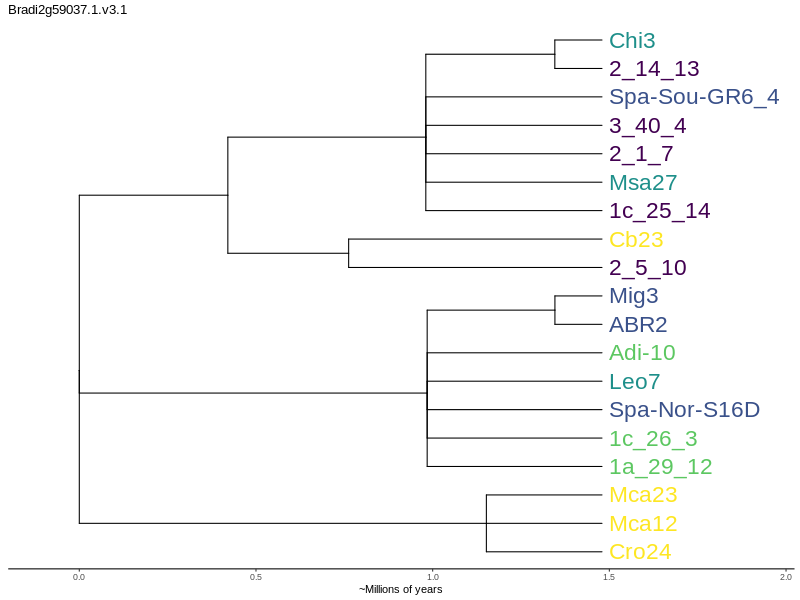 Bradi2g59037.1.v3.1
Chi3
2_14_13
Spa-Sou-GR6_4
3_40_4
2_1_7
Msa27
1c_25_14
Cb23
2_5_10
Mig3
ABR2
Adi-10
Leo7
Spa-Nor-S16D
1c_26_3
1a_29_12
Mca23
Mca12
Cro24
0.0 0.5 1.0 1.5 2.0
~Millions of years